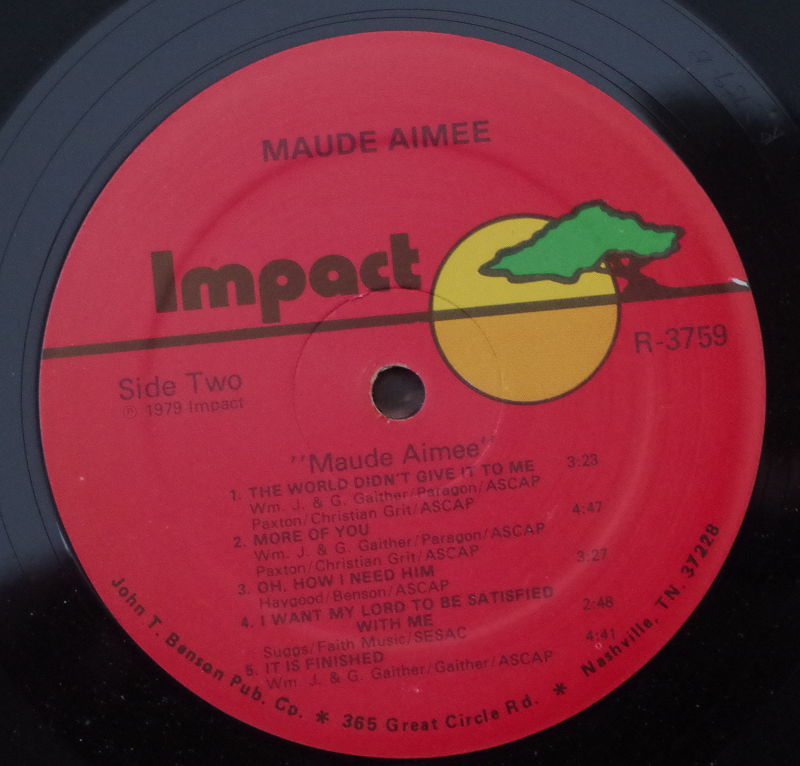 MAUDE AIMEE
Impact
R-3759
Side Two
℗ 1979 Impact
"Maude Aimee"
1. THE WORLD DIDN'T GIVE IT TO ME 3:23
Wm. J. & G. Gaither/Paragon/ASCAP
Paxton/Christian Grit/ASCAP
2. MORE OF YOU 4:47
Wm. J. & G. Gaither/Paragon/ASCAP
Paxton/Christian Grit/ASCAP
3. OH, HOW I NEED HIM 3:27
Haygood/Benson/ASCAP
4. I WANT MY LORD TO BE SATISFIED
WITH ME 2:48
Suggs/Faith Music/SESAC
5. IT IS FINISHED 4:41
Wm. J. & G. Gaither/Gaither/ASCAP
John T. Benson Pub. Co. * 365 Great Circle Rd. * Nashville, TN. 37228